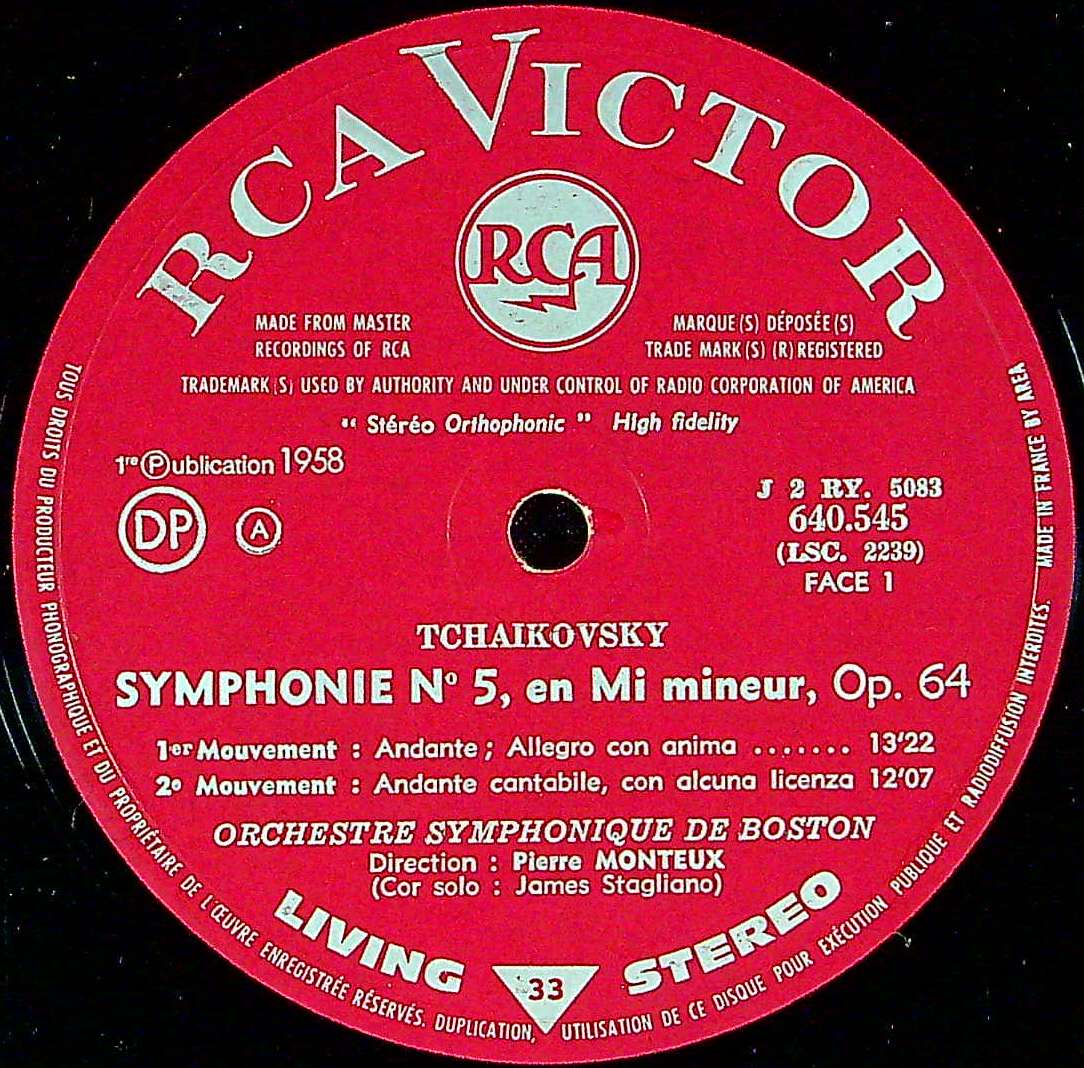 RCA VICTOR
RCA
MADE FROM MASTER
RECORDINGS OF RCA
MARQUE(S) DÉPOSÉE(S)
TRADE MARK(S) (R) REGISTERED
TRADEMARK(S) USED BY AUTHORITY AND UNDER CONTROL OF RADIO CORPORATION OF AMERICA
“ Stéréo Orthophonic ” High fidelity
1re Ⓟublication 1958
DP
A
J 2 RY. 5083
640.545
(LSC. 2239)
FACE 1
TCHAIKOVSKY
SYMPHONIE No 5, en Mi mineur, Op. 64
1er Mouvement : Andante ; Allegro con anima ....... 13'22
2o Mouvement : Andante cantabile, con alcuna licenza 12'07
ORCHESTRE SYMPHONIQUE DE BOSTON
Direction : Pierre MONTEUX
(Cor solo : James Stagliano)
LIVING STEREO
33
TOUS DROITS DU PRODUCTEUR PHONOGRAPHIQUE ET DU PROPRIÉTAIRE DE L'ŒUVRE ENREGISTRÉE RÉSERVÉS. DUPLICATION, UTILISATION DE CE DISQUE POUR EXÉCUTION PUBLIQUE ET RADIODIFFUSION INTERDITES. MADE IN FRANCE BY AREA